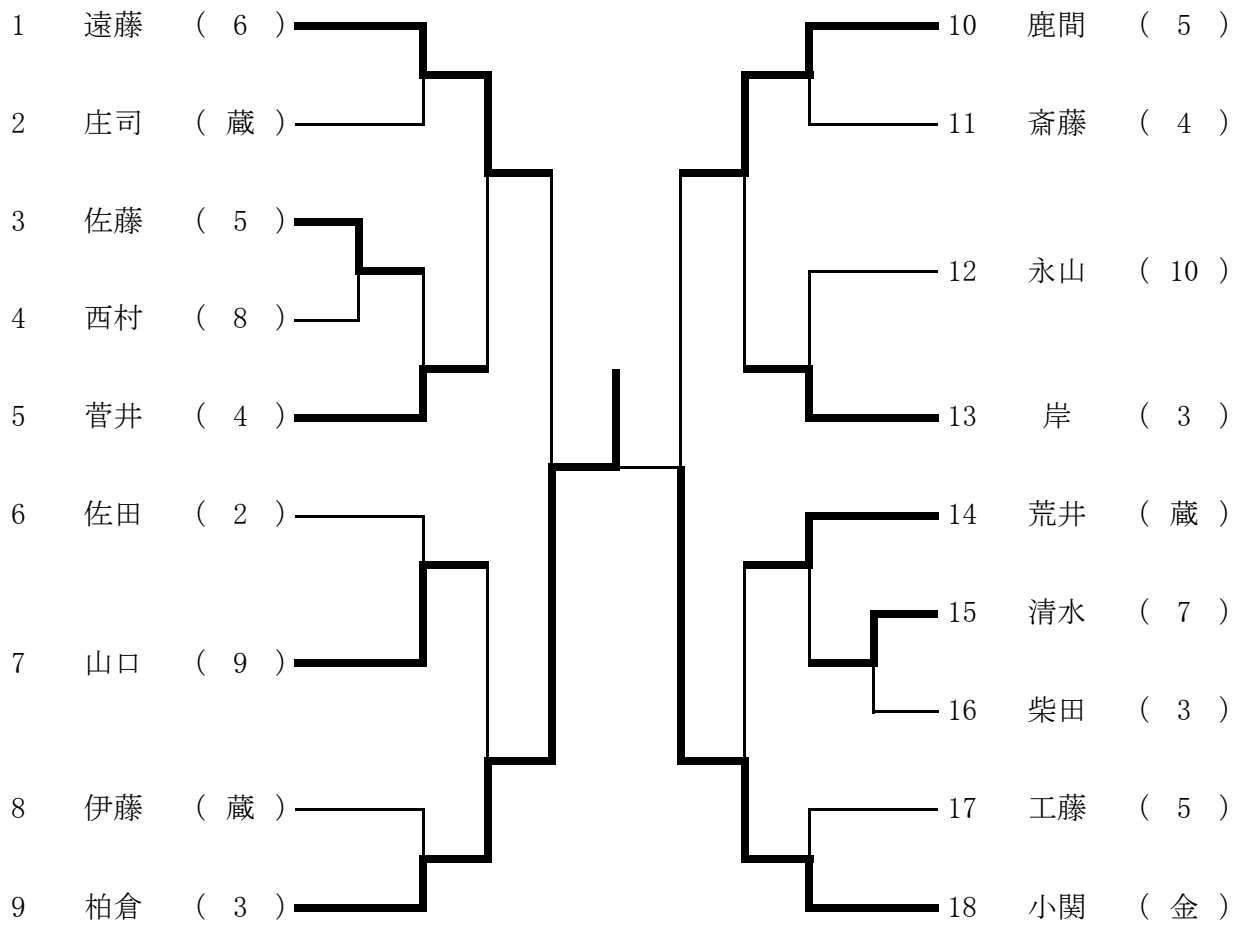 1 遠藤 ( 6 )
2 庄司 ( 蔵 )
3 佐藤 ( 5 )
4 西村 ( 8 )
5 菅井 ( 4 )
6 佐田 ( 2 )
7 山口 ( 9 )
8 伊藤 ( 蔵 )
9 柏倉 ( 3 )
10 鹿間 ( 5 )
11 斎藤 ( 4 )
12 永山 ( 10 )
13 岸 ( 3 )
14 荒井 ( 蔵 )
15 清水 ( 7 )
16 柴田 ( 3 )
17 工藤 ( 5 )
18 小関 ( 金 )